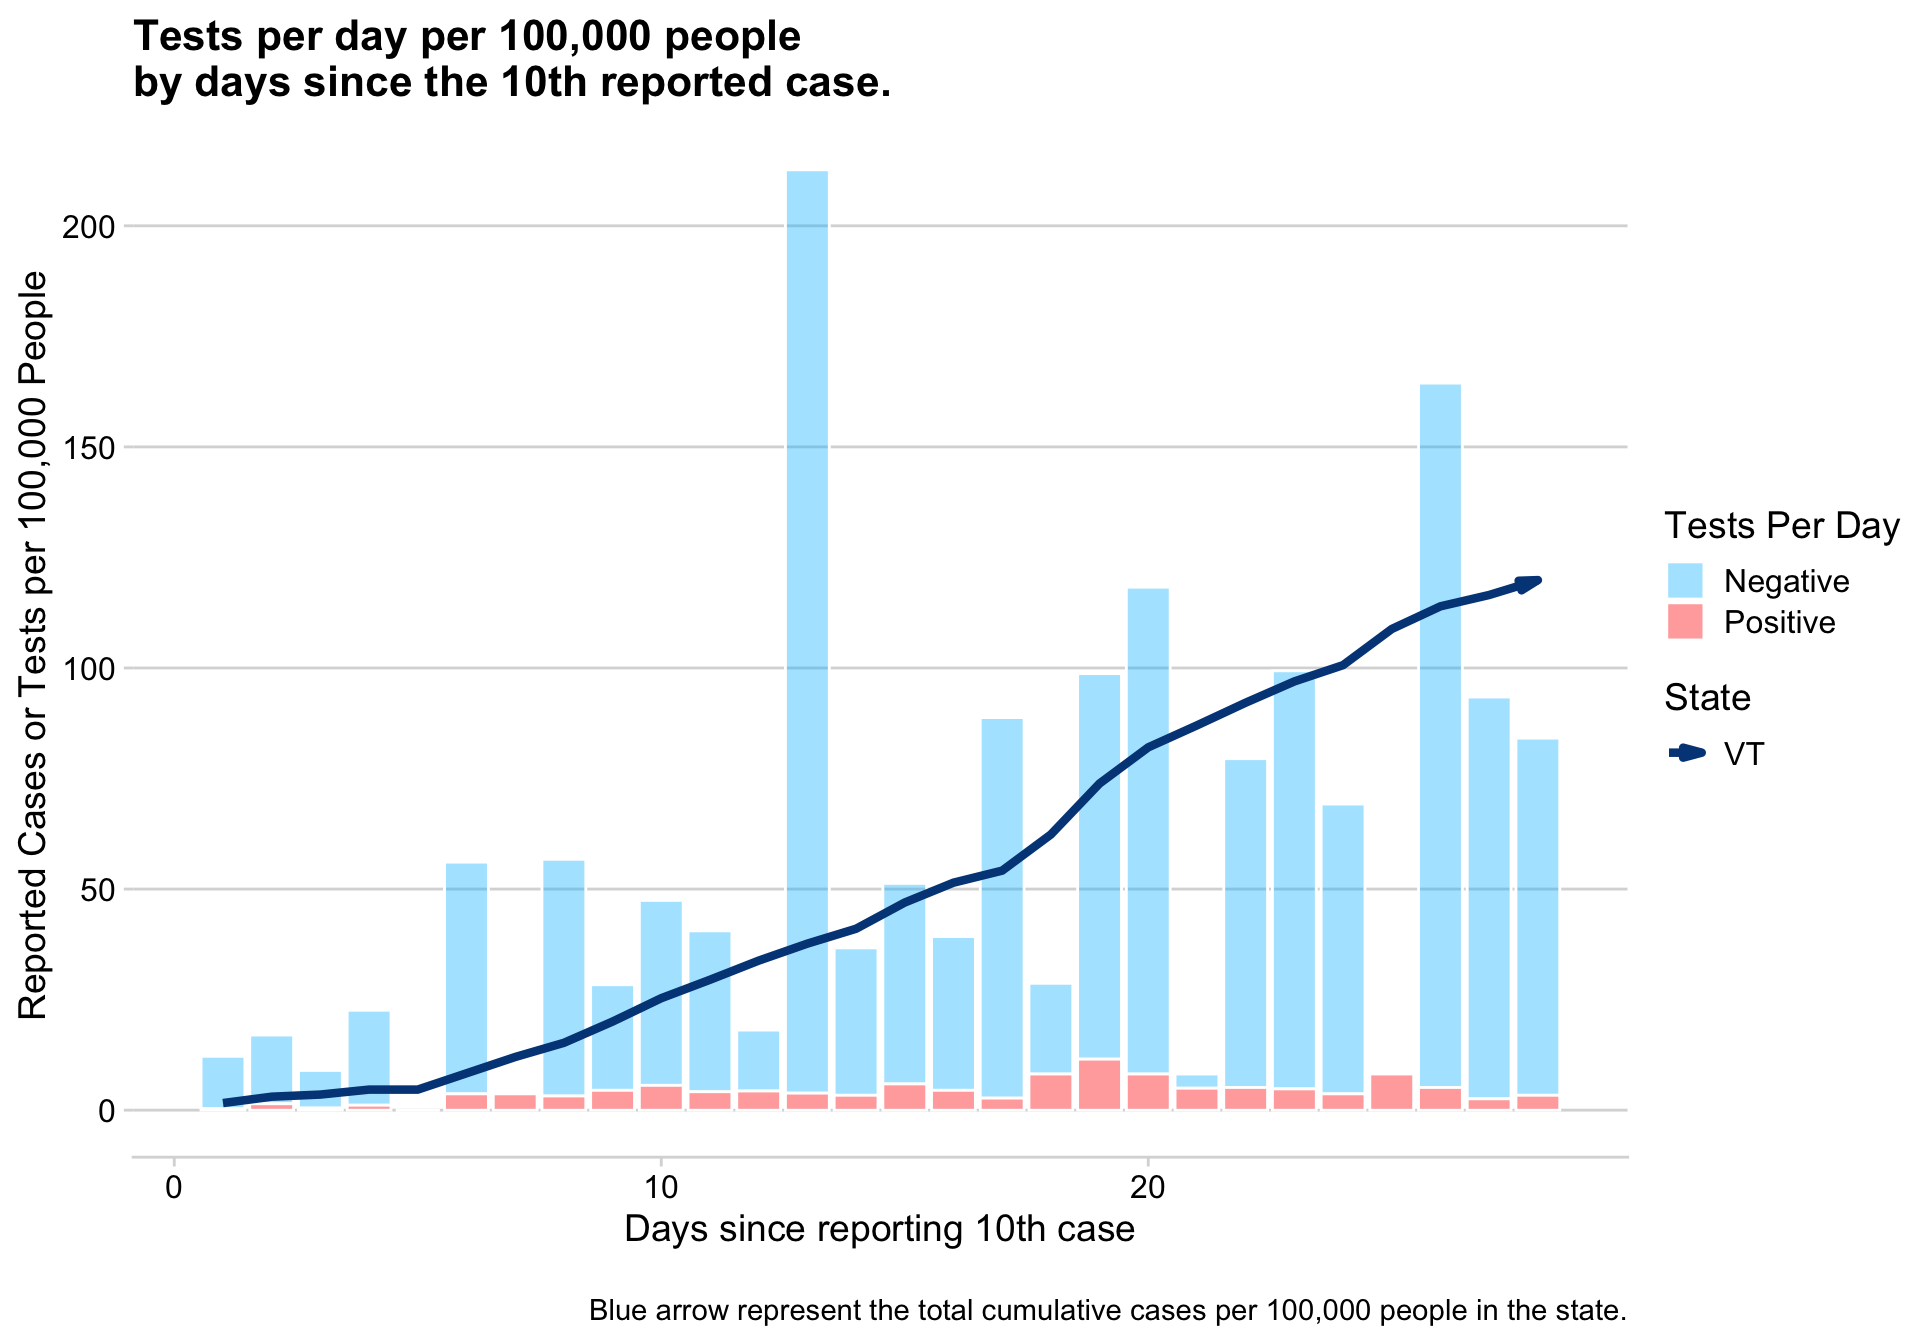 Tests per day per 100,000 people
by days since the 10th reported case.
Reported Cases or Tests per 100,000 People
200
150
100
50
0
0
10
20
Days since reporting 10th case
Tests Per Day
Negative
Positive
State
VT
Blue arrow represent the total cumulative cases per 100,000 people in the state.